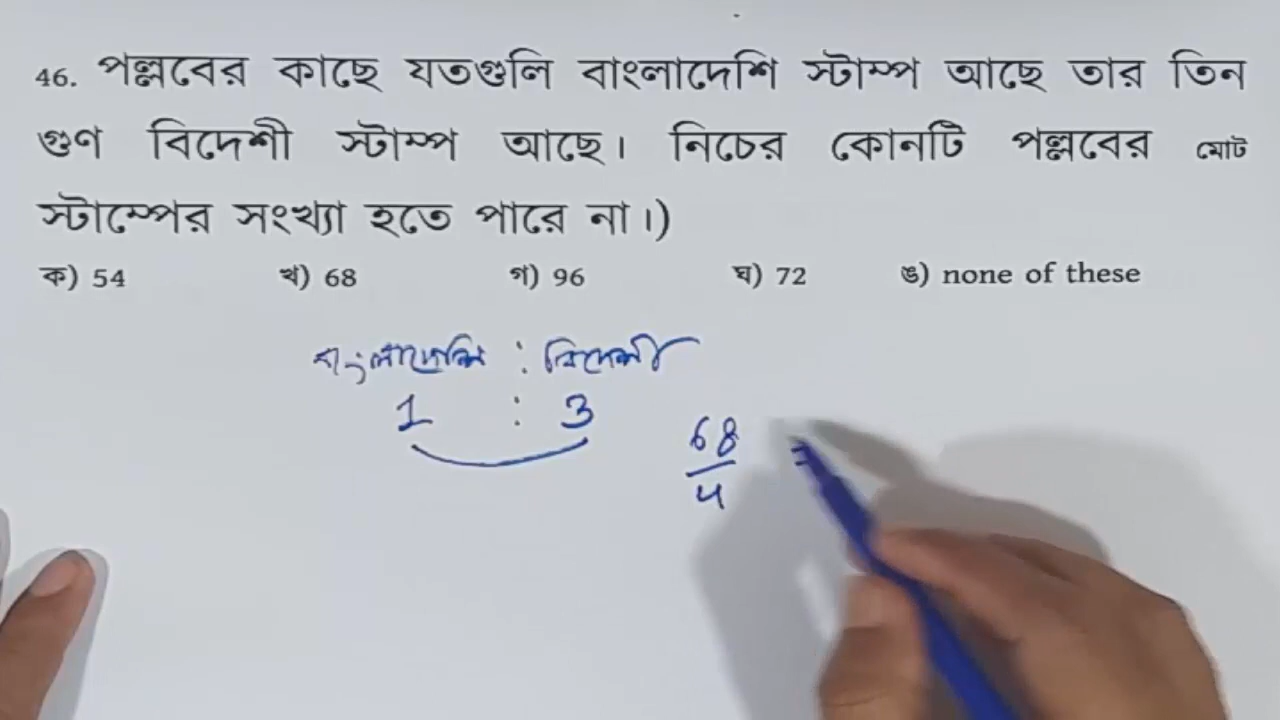 46. পল্লবের কাছে যতগুলি বাংলাদেশি স্টাম্প আছে তার তিন
গুণ বিদেশী স্টাম্প আছে। নিচের কোনটি পল্লবের মোট
স্টাম্পের সংখ্যা হতে পারে না।)
ক) 54 খ) 68 গ) 96 ঘ) 72 ঙ) none of these
বাংলাদেশি : বিদেশী
1 : 3
68
4
=